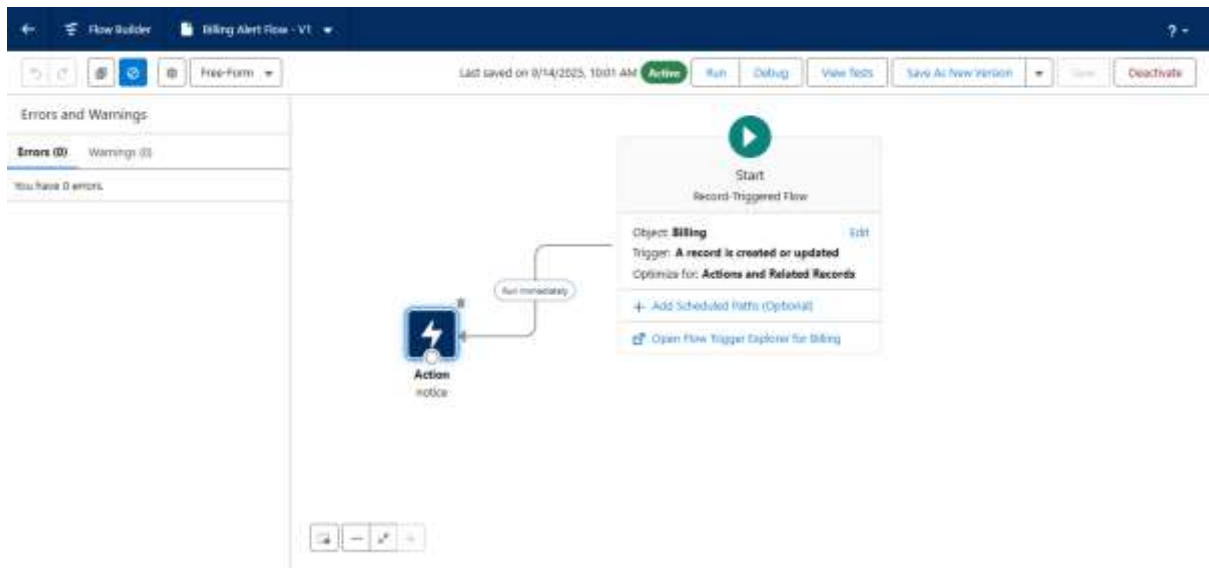 Flow Builder Billing Alert Flow - V1 ?
Free-Form Last saved on 9/14/2025, 10:01 AM Active Run Debug View Tests Save As New Version Save Deactivate
Errors and Warnings
Errors (0) Warnings (0)
You have 0 errors.
Start
Record-Triggered Flow
Object: Billing Edit
Trigger: A record is created or updated
Optimize for: Actions and Related Records
Run Immediately
+ Add Scheduled Paths (Optional)
Open Flow Trigger Explorer for Billing
Action
notice